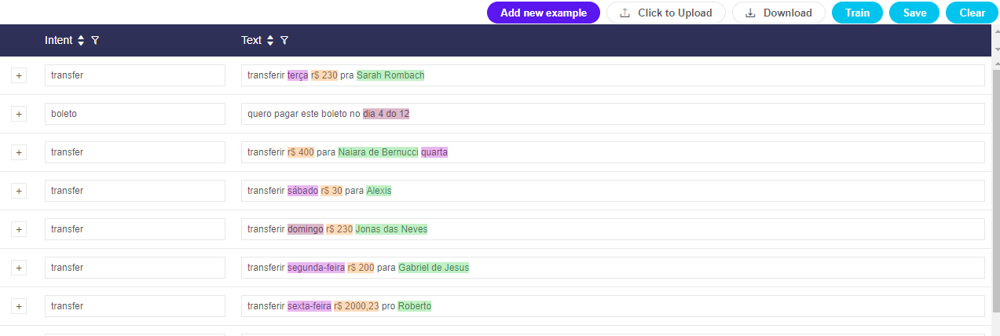 Add new example Click to Upload Download Train Save Clear
Intent Text
+ transfer transferir terça r$ 230 pra Sarah Rombach
+ boleto quero pagar este boleto no dia 4 do 12
+ transfer transferir r$ 400 para Naiara de Bernucci quarta
+ transfer transferir sábado r$ 30 para Alexis
+ transfer transferir domingo r$ 230 Jonas das Neves
+ transfer transferir segunda-feira r$ 200 para Gabriel de Jesus
+ transfer transferir sexta-feira r$ 2000,23 pro Roberto